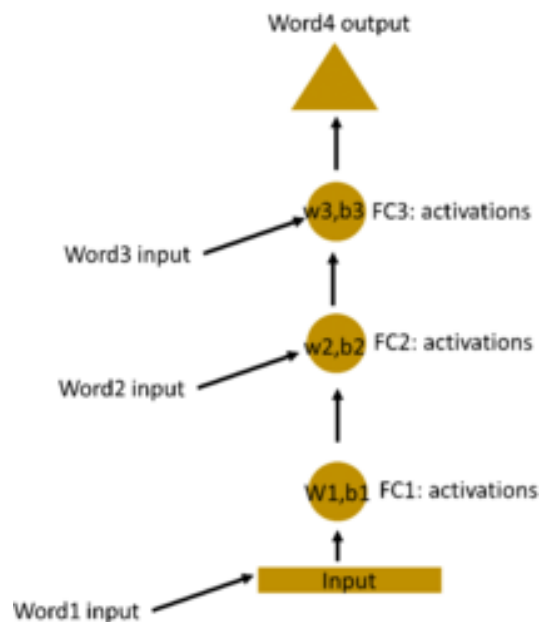 Word4 output
w3,b3 FC3: activations
Word3 input
w2,b2 FC2: activations
Word2 input
W1,b1 FC1: activations
Input
Word1 input